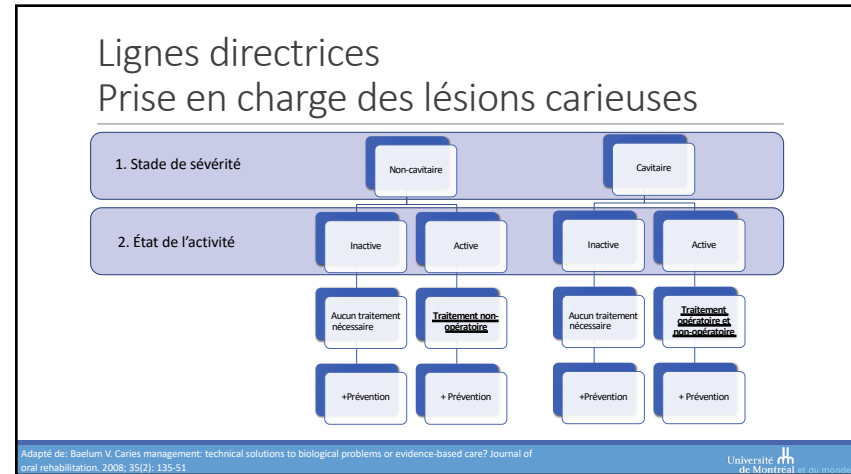 Lignes directrices
Prise en charge des lésions carieuses
1. Stade de sévérité
Non-cavitaire
Cavitaire
2. État de l'activité
Inactive
Active
Inactive
Active
Aucun traitement
nécessaire
Traitement non-
opératoire
Aucun traitement
nécessaire
Traitement
opératoire et
non-opératoire
+Prévention
+ Prévention
+Prévention
+ Prévention
Adapté de: Baelum V. Caries management: technical solutions to biological problems or evidence-based care? Journal of
oral rehabilitation. 2008; 35(2): 135-51
Université
de Montréal et du monde.